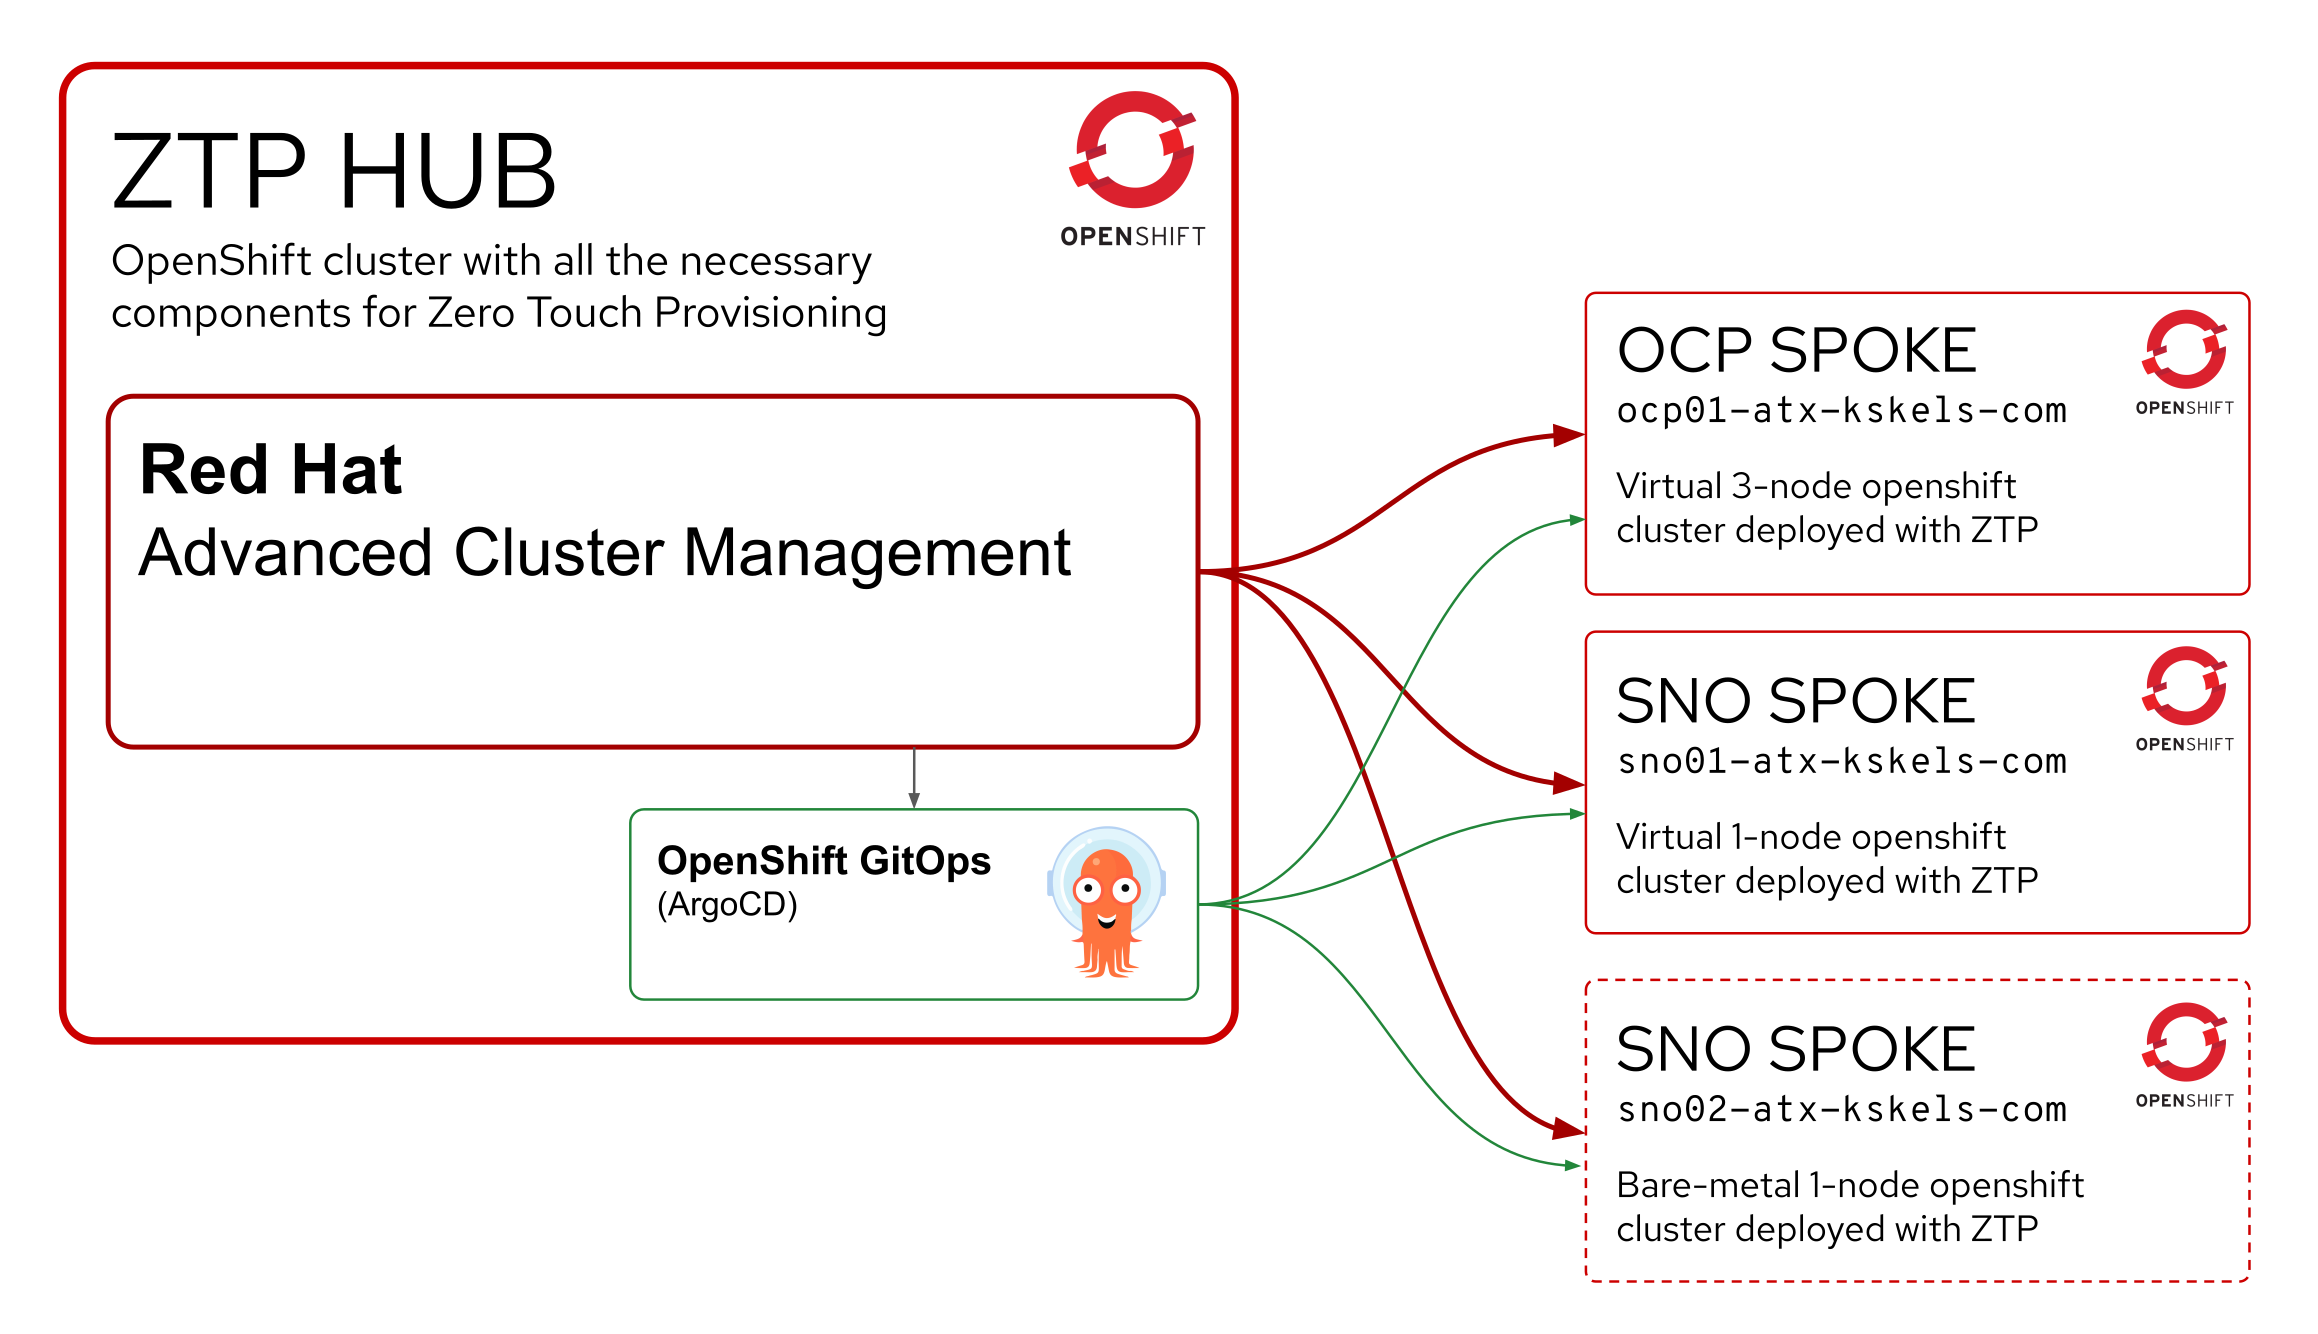 ZTP HUB
OPENSHIFT
OpenShift cluster with all the necessary
components for Zero Touch Provisioning
Red Hat
Advanced Cluster Management
OpenShift GitOps
(ArgoCD)
OCP SPOKE
OPENSHIFT
ocp01-atx-kskels-com
Virtual 3-node openshift
cluster deployed with ZTP
SNO SPOKE
OPENSHIFT
sno01-atx-kskels-com
Virtual 1-node openshift
cluster deployed with ZTP
SNO SPOKE
OPENSHIFT
sno02-atx-kskels-com
Bare-metal 1-node openshift
cluster deployed with ZTP